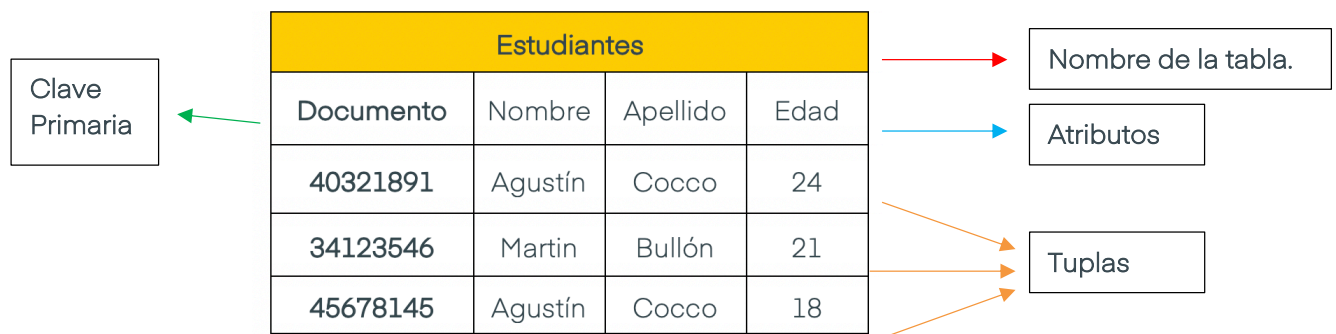 Estudiantes
Nombre de la tabla.
Clave
Primaria
Documento Nombre Apellido Edad
Atributos
40321891 Agustín Cocco 24
34123546 Martin Bullón 21
Tuplas
45678145 Agustín Cocco 18